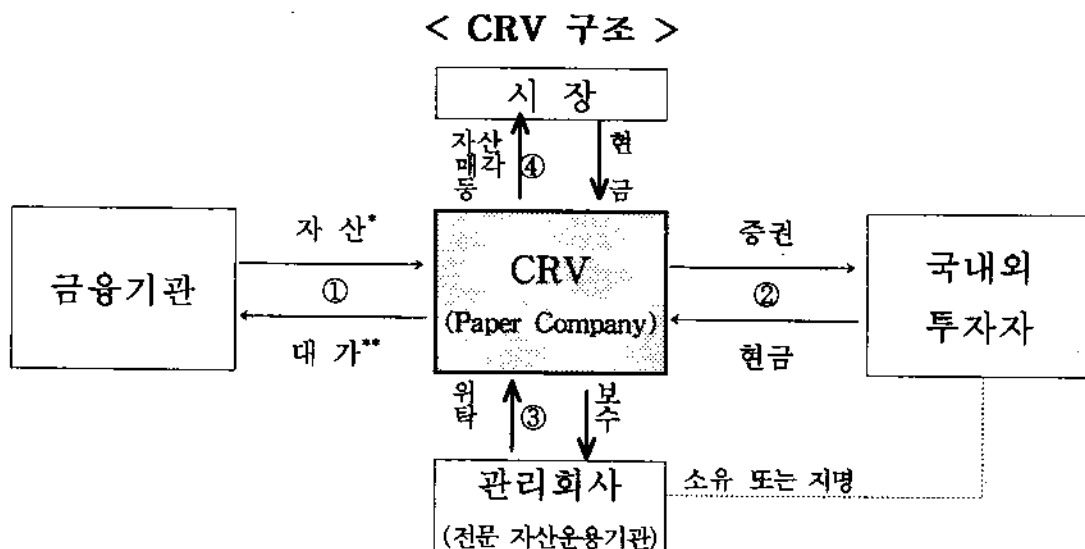 < CRV 구조 >
시 장
자산
매각
등
④
현
금
금융기관
자 산*
①
대 가**
CRV
(Paper Company)
증권
②
현금
국내외
투자자
위
탁
③
보
수
관리회사
(전문 자산운용기관)
소유 또는 지명